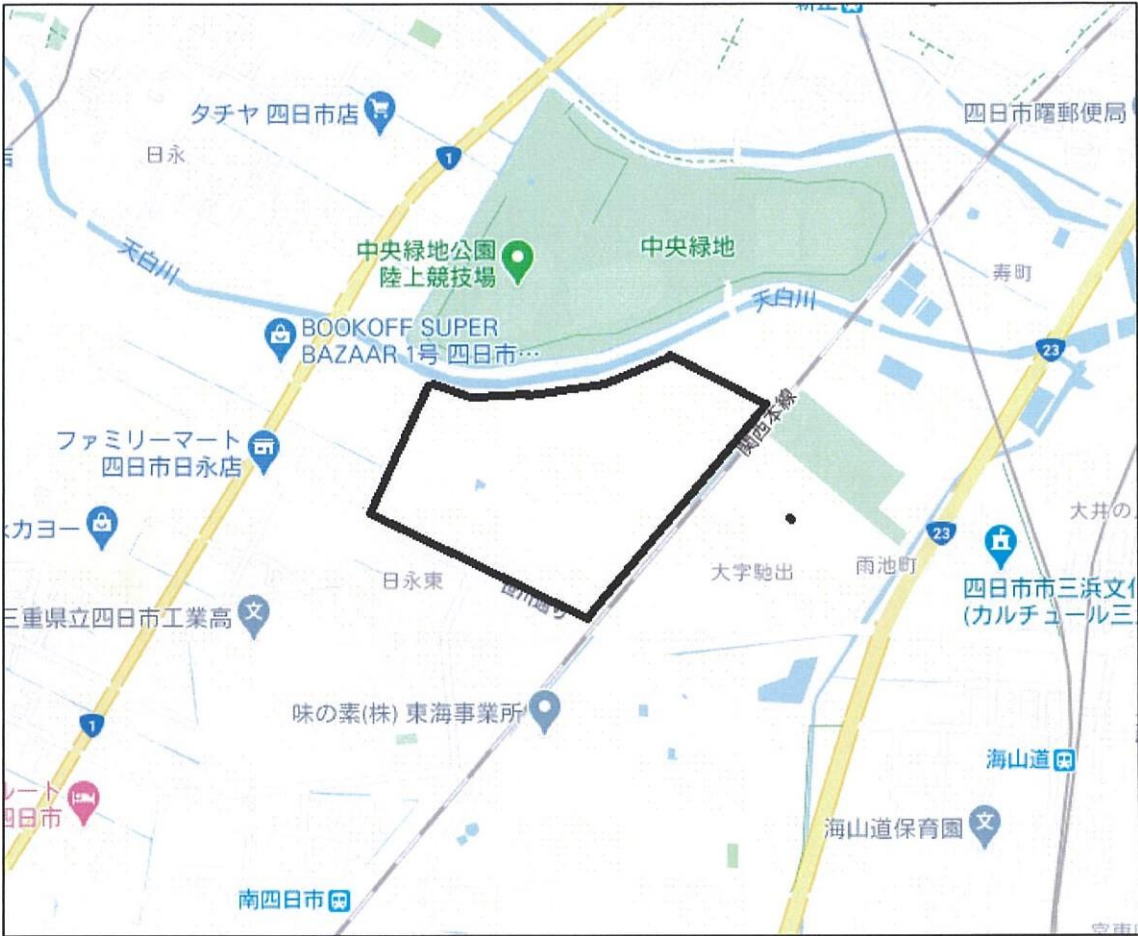 タチヤ 四日市店
四日市曙郵便局
日永
1
天白川
中央緑地公園
陸上競技場
中央緑地
寿町
天白川
BOOKOFF SUPER
BAZAAR 1号 四日市…
23
関西本線
ファミリーマート
四日市日永店
カヨー
大井の
23
日永東
大字馳出
雨池町
四日市市三浜文化
(カルチュール三
三重県立四日市工業高
文
味の素(株) 東海事業所
1
海山道
ルート
四日市
海山道保育園
文
南四日市